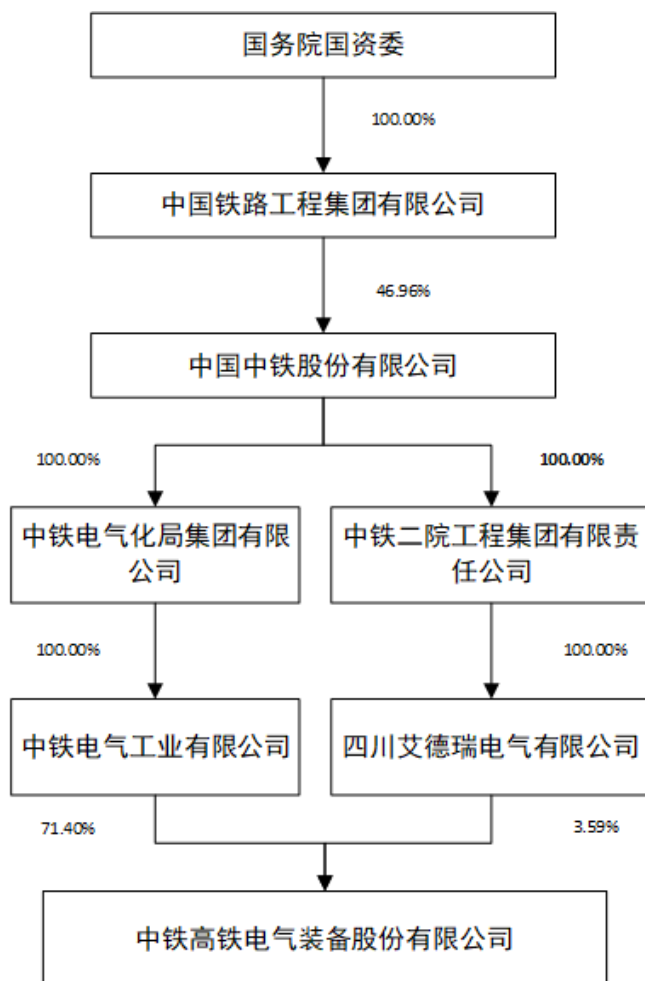 国务院国资委
100.00%
中国铁路工程集团有限公司
46.96%
中国中铁股份有限公司
100.00%
100.00%
中铁电气化局集团有限
公司
中铁二院工程集团有限责
任公司
100.00%
100.00%
中铁电气工业有限公司
四川艾德瑞电气有限公司
71.40%
3.59%
中铁高铁电气装备股份有限公司